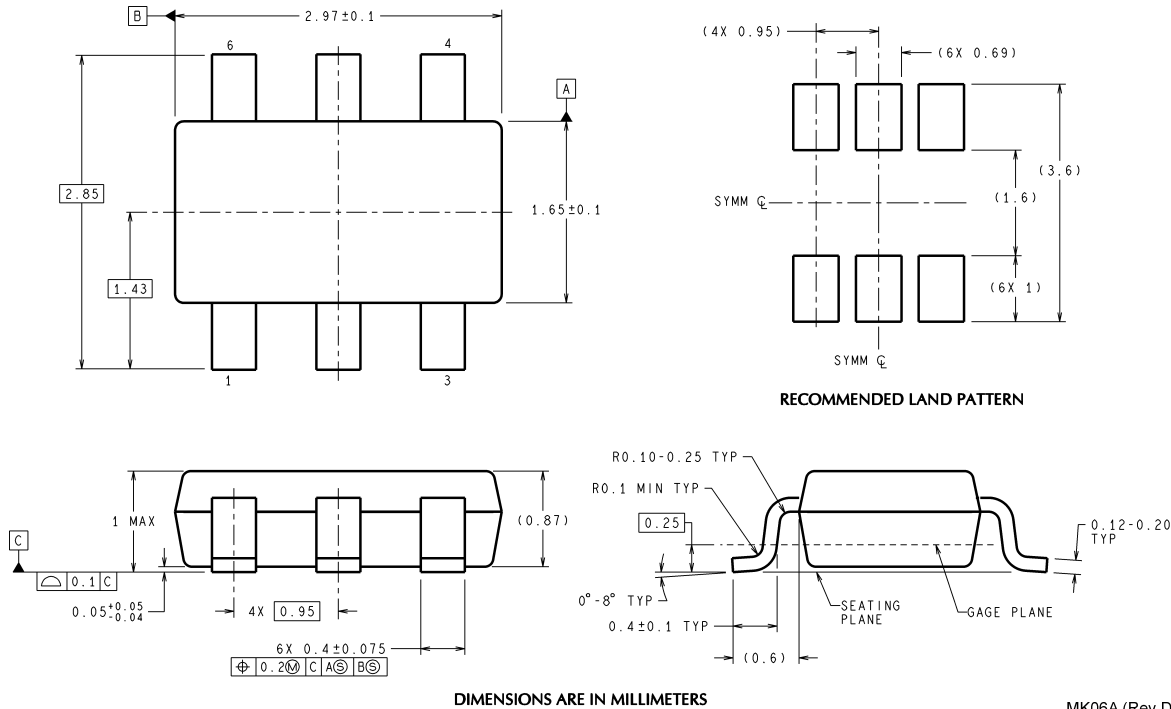 B
2.97±0.1
6
4
A
2.85
1.43
1.65±0.1
1
3
(4X 0.95)
(6X 0.69)
(3.6)
(1.6)
SYMM ℄
(6X 1)
SYMM ℄
RECOMMENDED LAND PATTERN
1 MAX
(0.87)
C
⌓ 0.1 C
0.05 +0.05 -0.04
4X 0.95
6X 0.4±0.075
⌖ 0.2Ⓜ C AⓈ BⓈ
R0.10-0.25 TYP
R0.1 MIN TYP
0.25
0.12-0.20
TYP
0°-8° TYP
SEATING
PLANE
GAGE PLANE
0.4±0.1 TYP
(0.6)
DIMENSIONS ARE IN MILLIMETERS
MK06A (Rev D